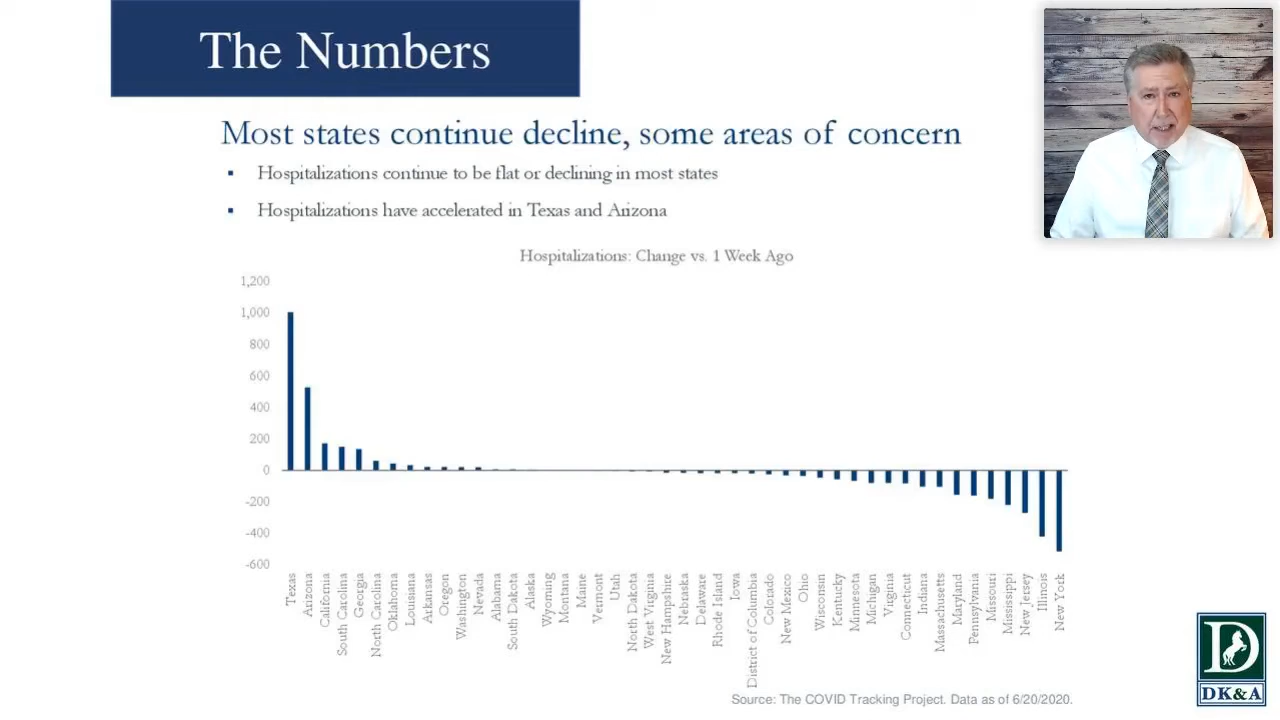 The Numbers
Most states continue decline, some areas of concern
▪ Hospitalizations continue to be flat or declining in most states
▪ Hospitalizations have accelerated in Texas and Arizona
Hospitalizations: Change vs. 1 Week Ago
1,200
1,000
800
600
400
200
0
-200
-400
-600
Texas
Arizona
California
South Carolina
Georgia
North Carolina
Oklahoma
Louisiana
Arkansas
Oregon
Washington
Nevada
Alabama
South Dakota
Alaska
Wyoming
Montana
Maine
Vermont
Utah
North Dakota
West Virginia
New Hampshire
Nebraska
Delaware
Rhode Island
Iowa
District of Columbia
Colorado
New Mexico
Ohio
Wisconsin
Kentucky
Minnesota
Michigan
Virginia
Connecticut
Indiana
Massachusetts
Maryland
Pennsylvania
Missouri
Mississippi
New Jersey
Illinois
New York
Source: The COVID Tracking Project. Data as of 6/20/2020.
D
DK&A